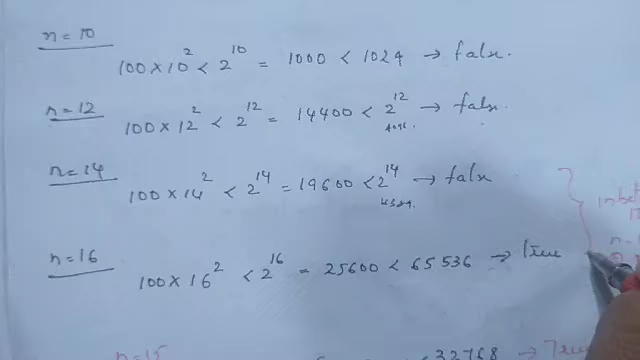 n=10
100×10² < 2¹⁰ = 1000 < 1024 → false.
n=12
100×12² < 2¹² = 14400 < 2¹² → false.
4096.
n=14
100×14² < 2¹⁴ = 19600 < 2¹⁴ → false
16384.
n=16
100×16² < 2¹⁶ = 25600 < 65536 → True
n=15
< 32768 → True